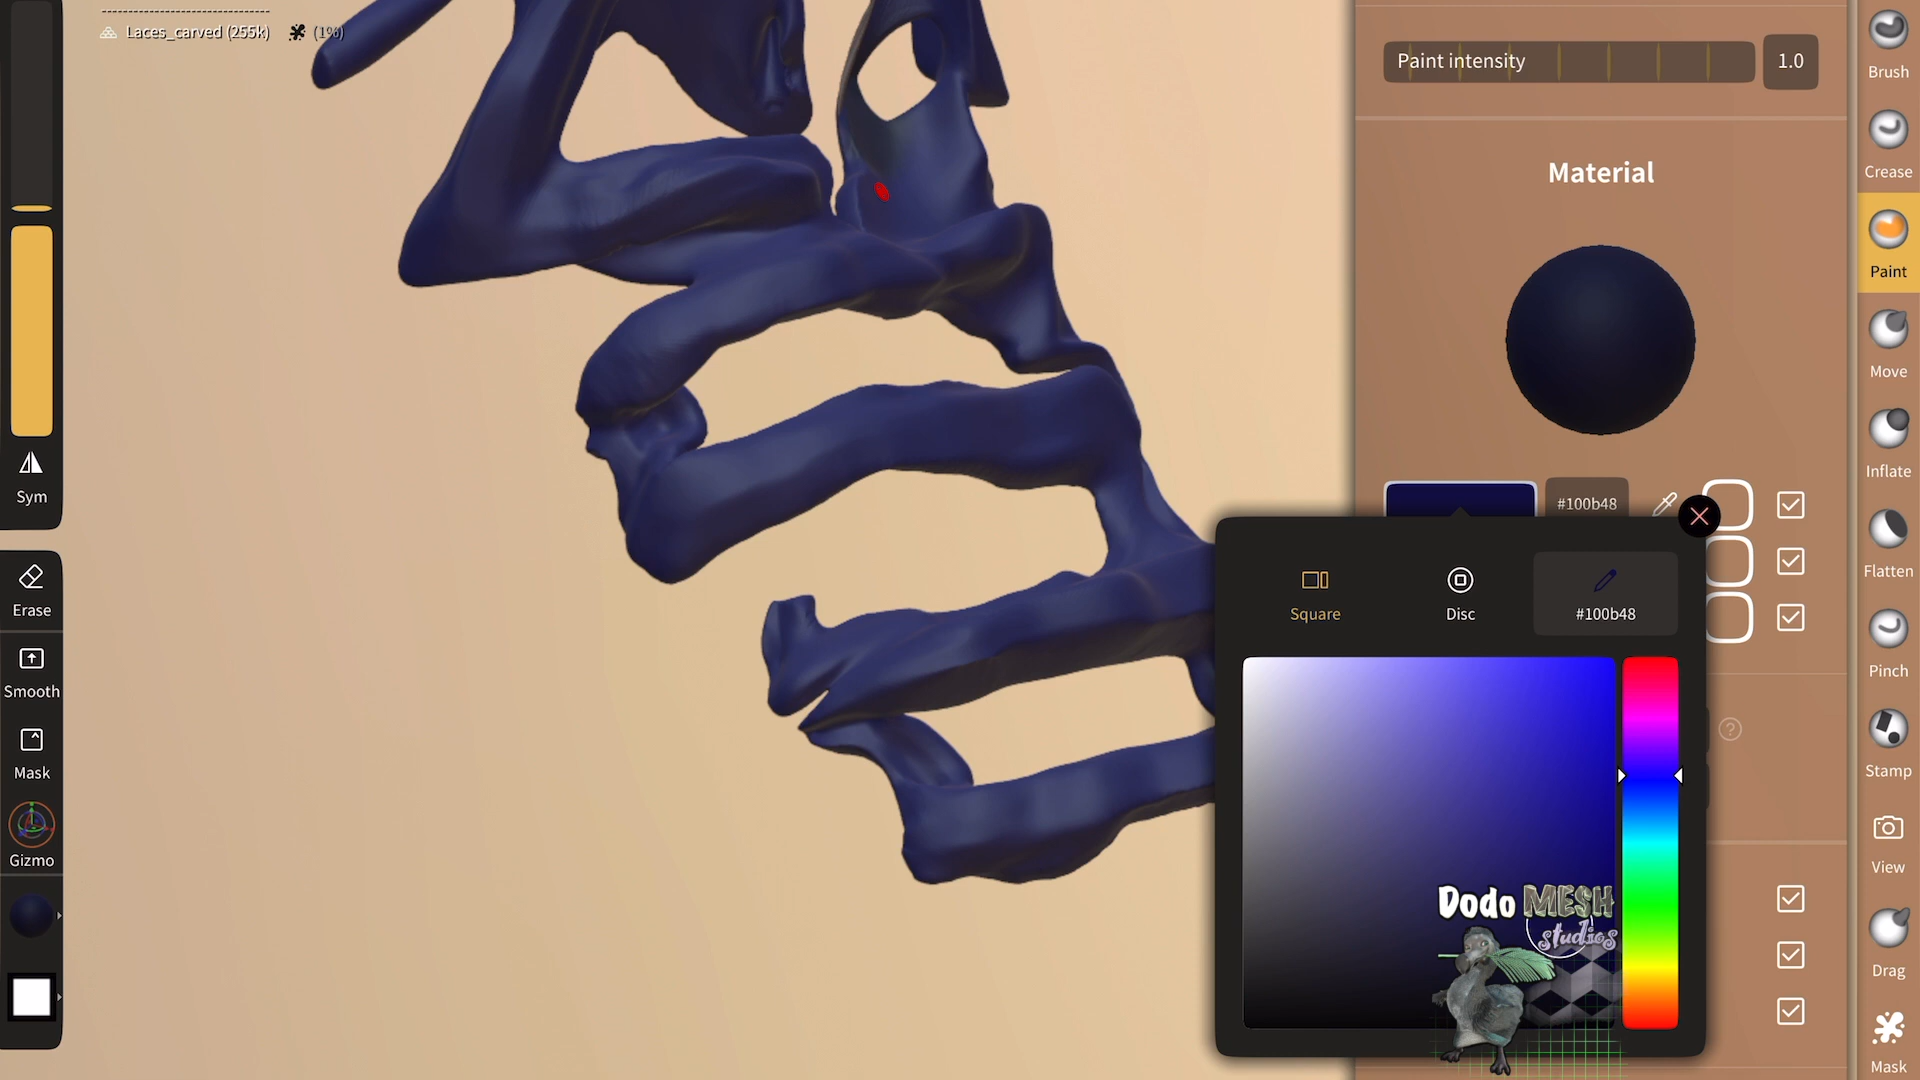 Laces_carved (255k) (1%)
Sym
Erase
Smooth
Mask
Gizmo
Paint intensity 1.0
Material
#100b48
Square Disc #100b48
?
Dodo MESH
studios
Brush
Crease
Paint
Move
Inflate
Flatten
Pinch
Stamp
View
Drag
Mask